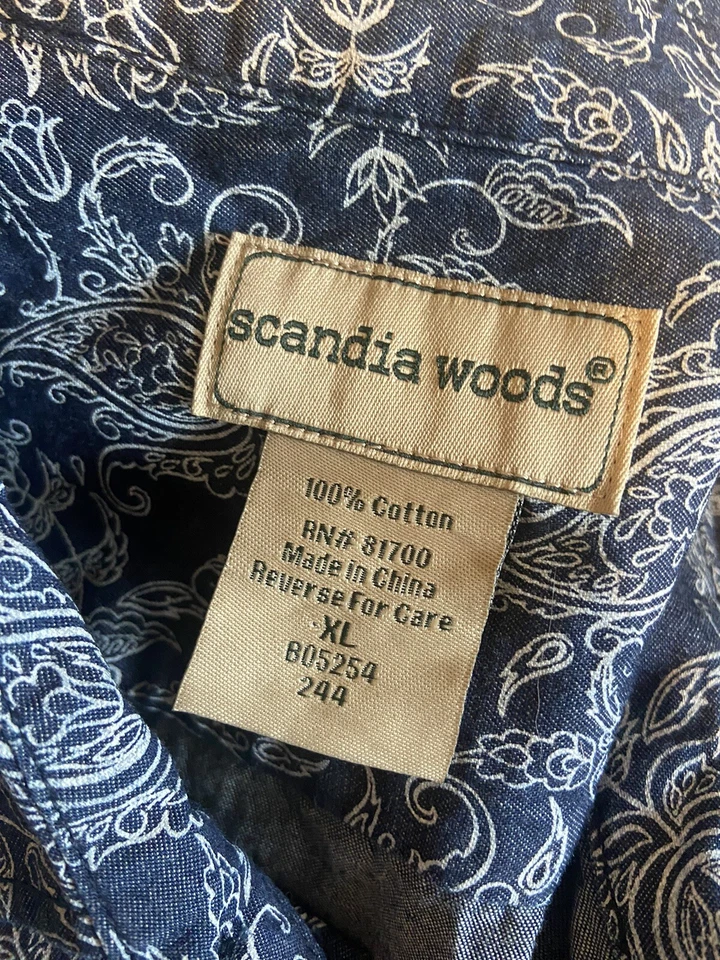 scandia woods®
100% Cotton
RN# 81700
Made in China
Reverse For Care
XL
B05254
244